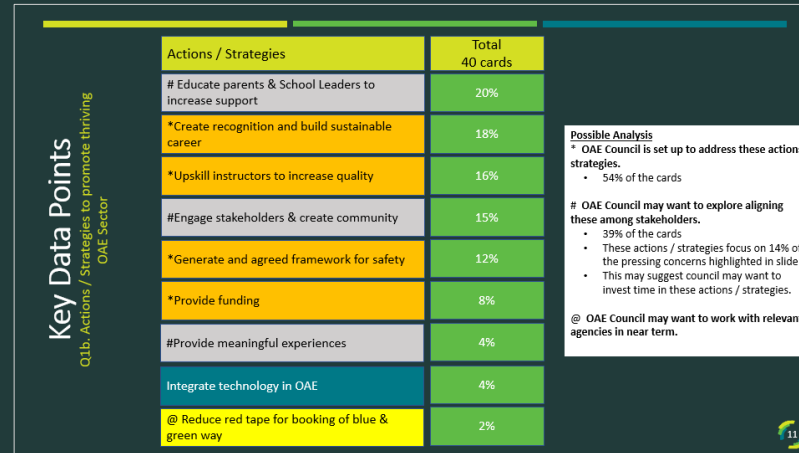 Key Data Points
Q1b. Actions / Strategies to promote thriving
OAE Sector
Actions / Strategies
Total
40 cards
# Educate parents & School Leaders to
increase support
20%
*Create recognition and build sustainable
career
18%
*Upskill instructors to increase quality
16%
#Engage stakeholders & create community
15%
*Generate and agreed framework for safety
12%
*Provide funding
8%
#Provide meaningful experiences
4%
Integrate technology in OAE
4%
@ Reduce red tape for booking of blue &
green way
2%
Possible Analysis
* OAE Council is set up to address these actions
strategies.
• 54% of the cards
# OAE Council may want to explore aligning
these among stakeholders.
• 39% of the cards
• These actions / strategies focus on 14% of
the pressing concerns highlighted in slide
• This may suggest council may want to
invest time in these actions / strategies.
@ OAE Council may want to work with relevant
agencies in near term.
11